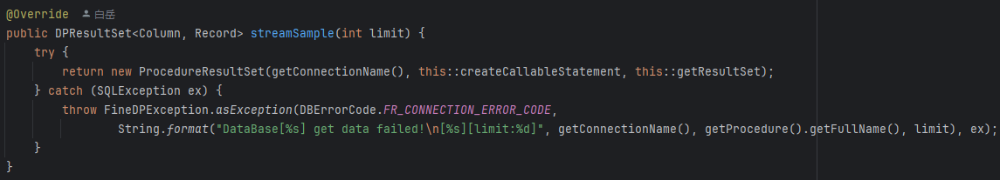 @Override 白岳
public DPResultSet<Column, Record> streamSample(int limit) {
    try {
        return new ProcedureResultSet(getConnectionName(), this::createCallableStatement, this::getResultSet);
    } catch (SQLException ex) {
        throw FineDPException.asException(DBErrorCode.FR_CONNECTION_ERROR_CODE,
                String.format("DataBase[%s] get data failed!\n[%s][limit:%d]", getConnectionName(), getProcedure().getFullName(), limit), ex);
    }
}